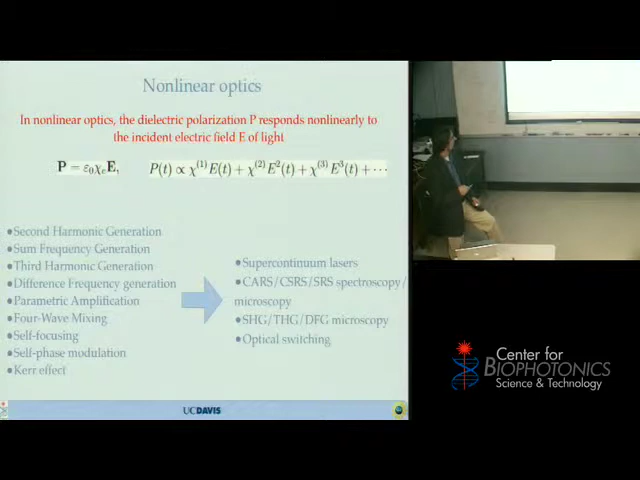 Nonlinear optics
In nonlinear optics, the dielectric polarization P responds nonlinearly to
the incident electric field E of light
P = ε₀χₑE, P(t) ∝ χ⁽¹⁾E(t) + χ⁽²⁾E²(t) + χ⁽³⁾E³(t) + ···
•Second Harmonic Generation
•Sum Frequency Generation
•Third Harmonic Generation
•Difference Frequency generation
•Parametric Amplification
•Four-Wave Mixing
•Self-focusing
•Self-phase modulation
•Kerr effect
•Supercontinuum lasers
•CARS/CSRS/SRS spectroscopy/
microscopy
•SHG/THG/DFG microscopy
•Optical switching
UCDAVIS
Center for
BIOPHOTONICS
Science & Technology